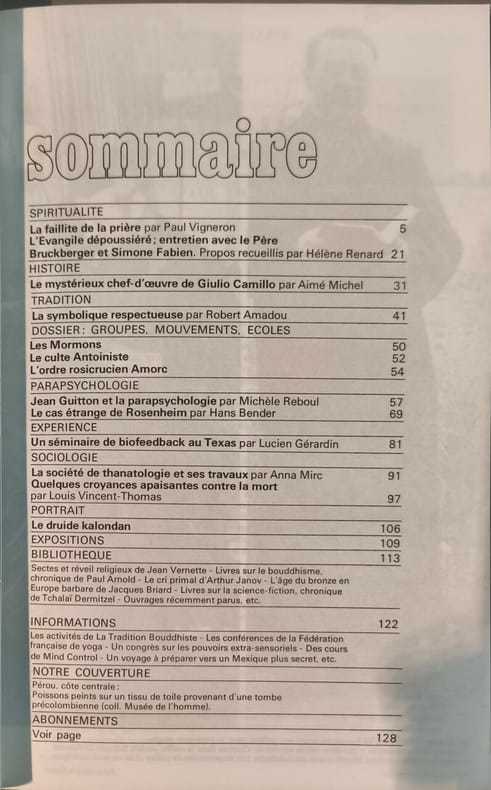 sommaire
SPIRITUALITE
La faillite de la prière par Paul Vigneron 5
L'Evangile dépoussiéré; entretien avec le Père
Bruckberger et Simone Fabien. Propos recueillis par Hélène Renard 21
HISTOIRE
Le mystérieux chef-d'œuvre de Giulio Camillo par Aimé Michel 31
TRADITION
La symbolique respectueuse par Robert Amadou 41
DOSSIER: GROUPES, MOUVEMENTS, ECOLES
Les Mormons 50
Le culte Antoiniste 52
L'ordre rosicrucien Amorc 54
PARAPSYCHOLOGIE
Jean Guitton et la parapsychologie par Michèle Reboul 57
Le cas étrange de Rosenheim par Hans Bender 69
EXPERIENCE
Un séminaire de biofeedback au Texas par Lucien Gérardin 81
SOCIOLOGIE
La société de thanatologie et ses travaux par Anna Mirc 91
Quelques croyances apaisantes contre la mort
par Louis Vincent-Thomas 97
PORTRAIT
Le druide kalondan 106
EXPOSITIONS 109
BIBLIOTHEQUE 113
Sectes et réveil religieux de Jean Vernette - Livres sur le bouddhisme,
chronique de Paul Arnold - Le cri primal d'Arthur Janov - L'âge du bronze en
Europe barbare de Jacques Briard - Livres sur la science-fiction, chronique
de Tchalaï Dermitzel - Ouvrages récemment parus, etc.
INFORMATIONS 122
Les activités de La Tradition Bouddhiste - Les conférences de la Fédération
française de yoga - Un congrès sur les pouvoirs extra-sensoriels - Des cours
de Mind Control - Un voyage à préparer vers un Mexique plus secret, etc.
NOTRE COUVERTURE
Pérou, côte centrale:
Poissons peints sur un tissu de toile provenant d'une tombe
précolombienne (coll. Musée de l'homme).
ABONNEMENTS
Voir page 128